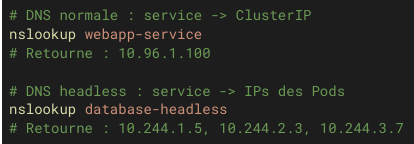 # DNS normale : service -> ClusterIP
nslookup webapp-service
# Retourne : 10.96.1.100
# DNS headless : service -> IPs des Pods
nslookup database-headless
# Retourne : 10.244.1.5, 10.244.2.3, 10.244.3.7